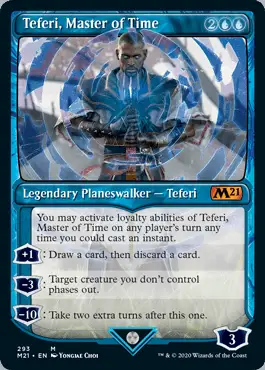 Teferi, Master of Time 2
Legendary Planeswalker — Teferi M21
You may activate loyalty abilities of Teferi,
Master of Time on any player's turn any
time you could cast an instant.
+1: Draw a card, then discard a card.
-3: Target creature you don't control
phases out.
-10: Take two extra turns after this one.
3
293 M
M21 • EN YONGJAE CHOI
™ & © 2020 Wizards of the Coast